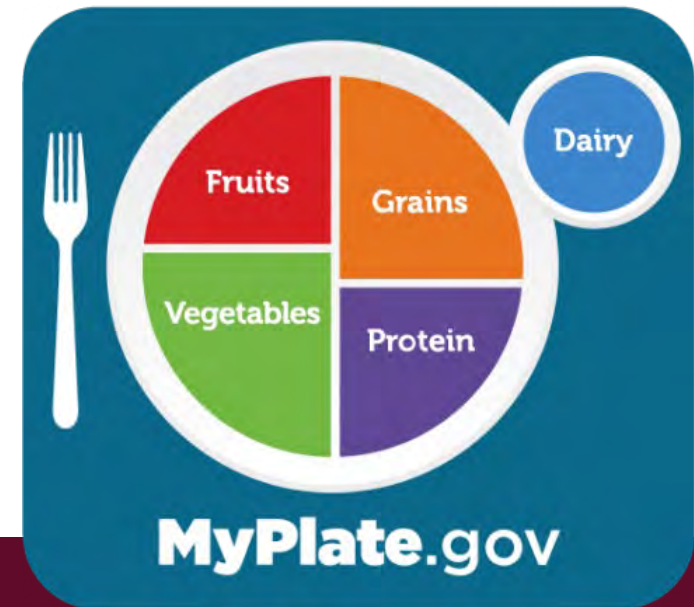 Dairy
Fruits
Grains
Vegetables
Protein
MyPlate.gov